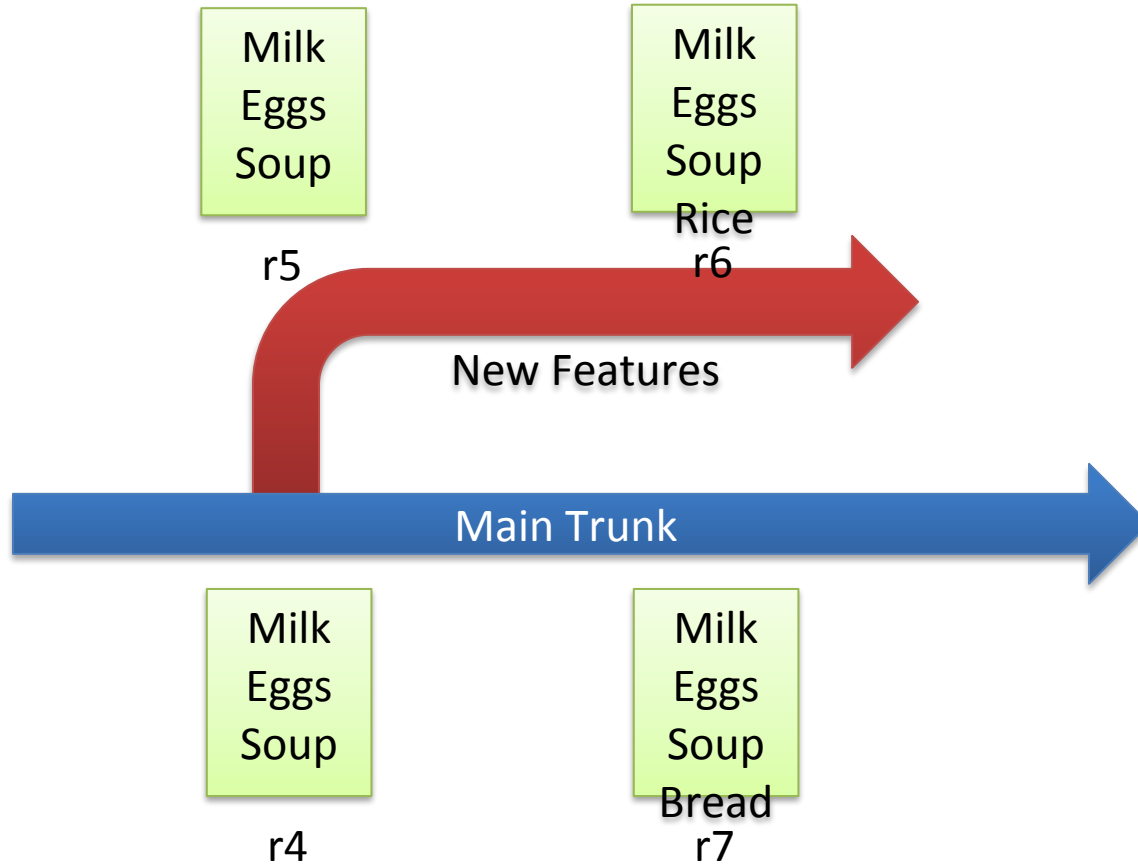 Milk
Eggs
Soup
r5
Milk
Eggs
Soup
Rice
r6
New Features
Main Trunk
Milk
Eggs
Soup
r4
Milk
Eggs
Soup
Bread
r7